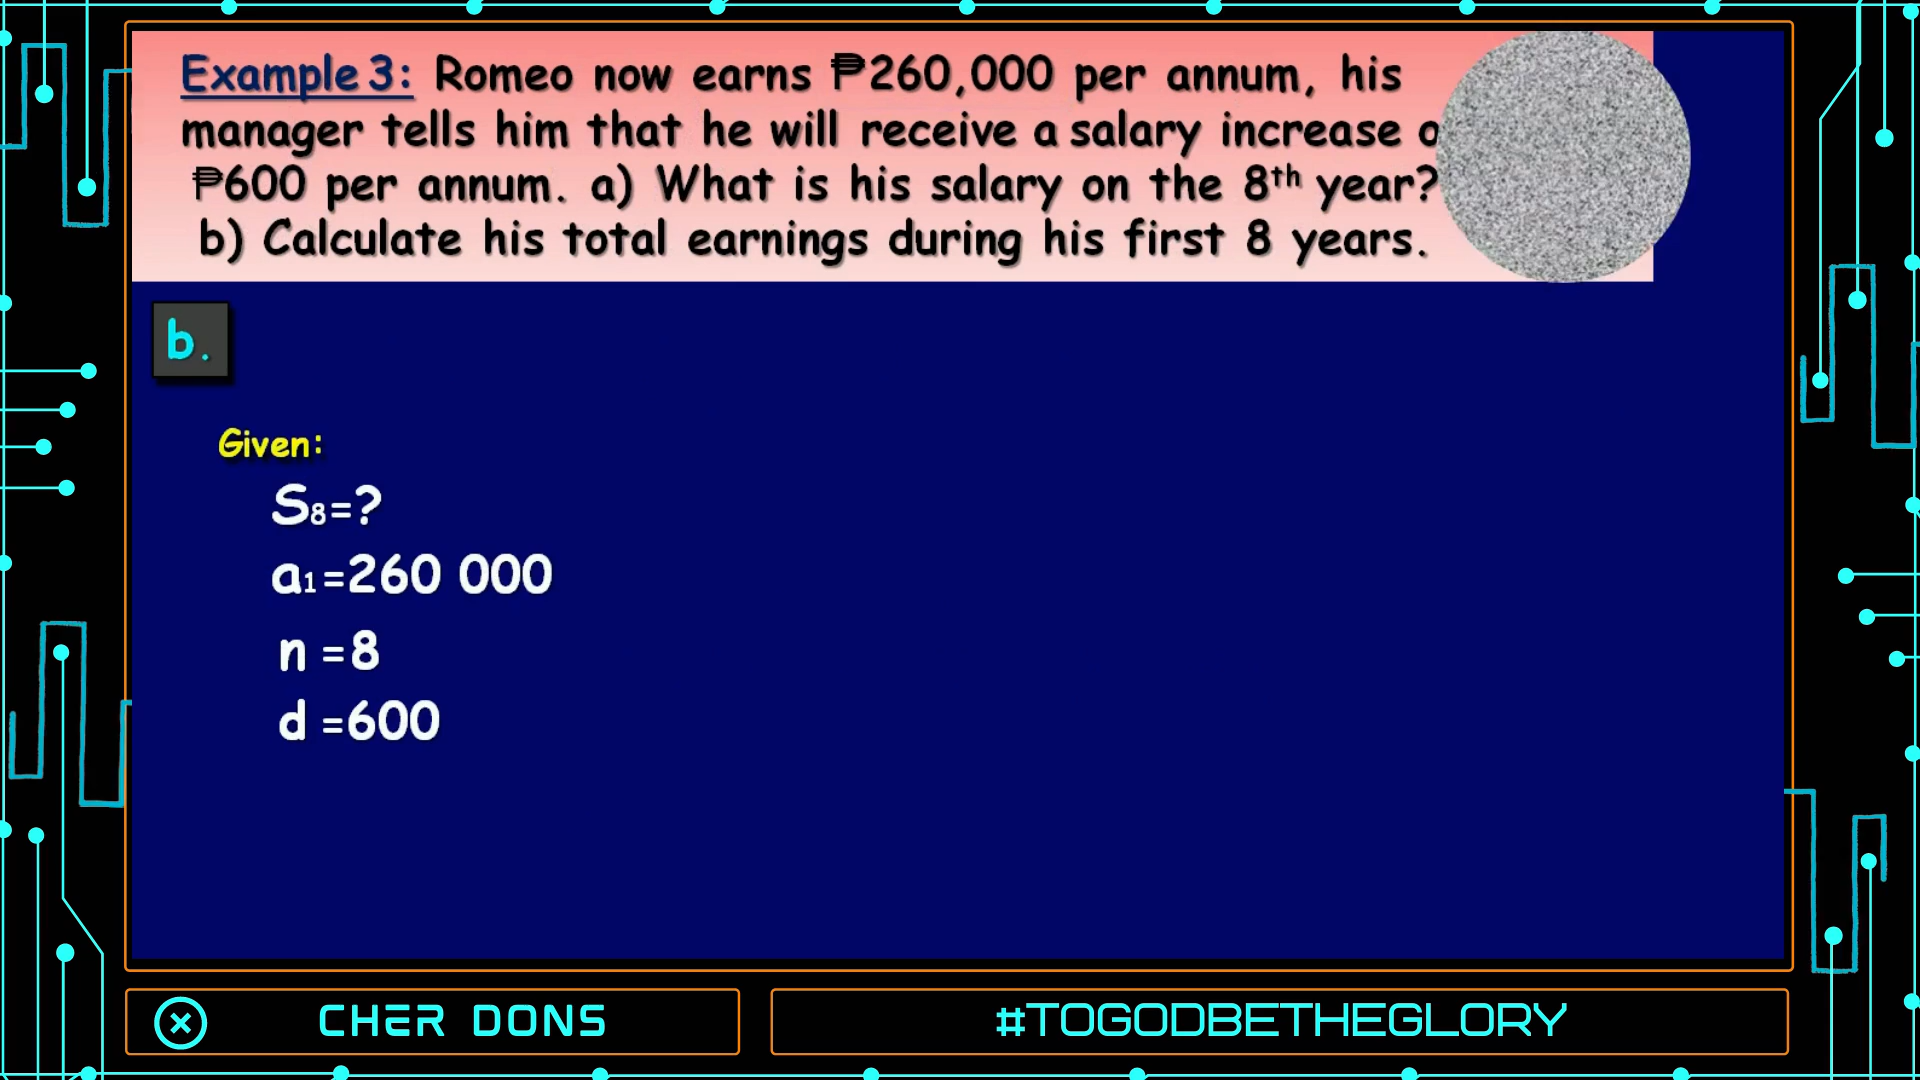 Example 3: Romeo now earns ₱260,000 per annum, his
manager tells him that he will receive a salary increase
₱600 per annum. a) What is his salary on the 8th year?
b) Calculate his total earnings during his first 8 years.
b.
Given:
S8=?
a1=260 000
n =8
d =600
CHER DONS
#TOGODBETHEGLORY